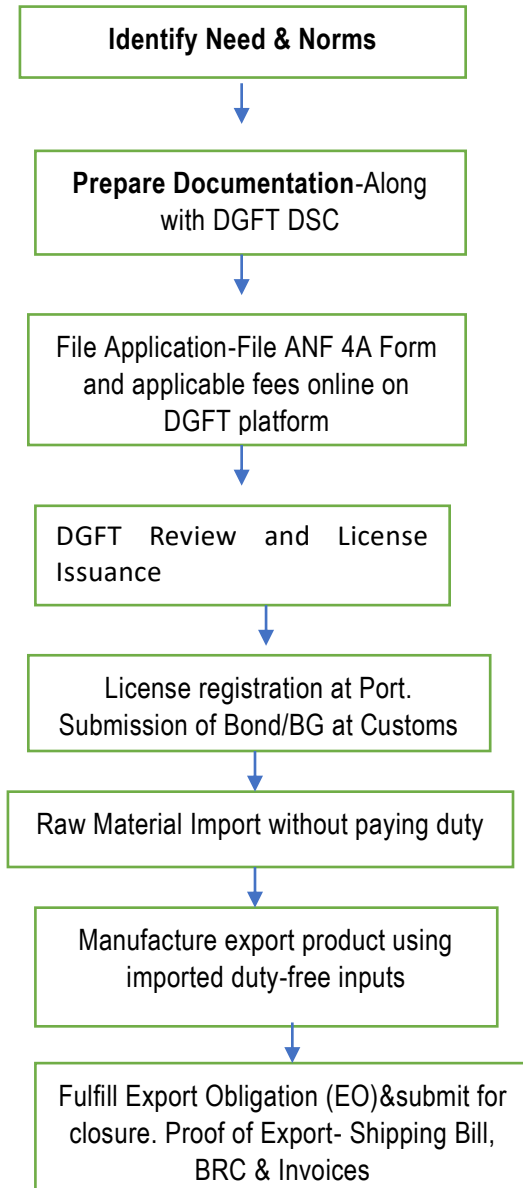 Identify Need & Norms
Prepare Documentation-Along
with DGFT DSC
File Application-File ANF 4A Form
and applicable fees online on
DGFT platform
DGFT Review and License
Issuance
License registration at Port.
Submission of Bond/BG at Customs
Raw Material Import without paying duty
Manufacture export product using
imported duty-free inputs
Fulfill Export Obligation (EO)&submit for
closure. Proof of Export- Shipping Bill,
BRC & Invoices